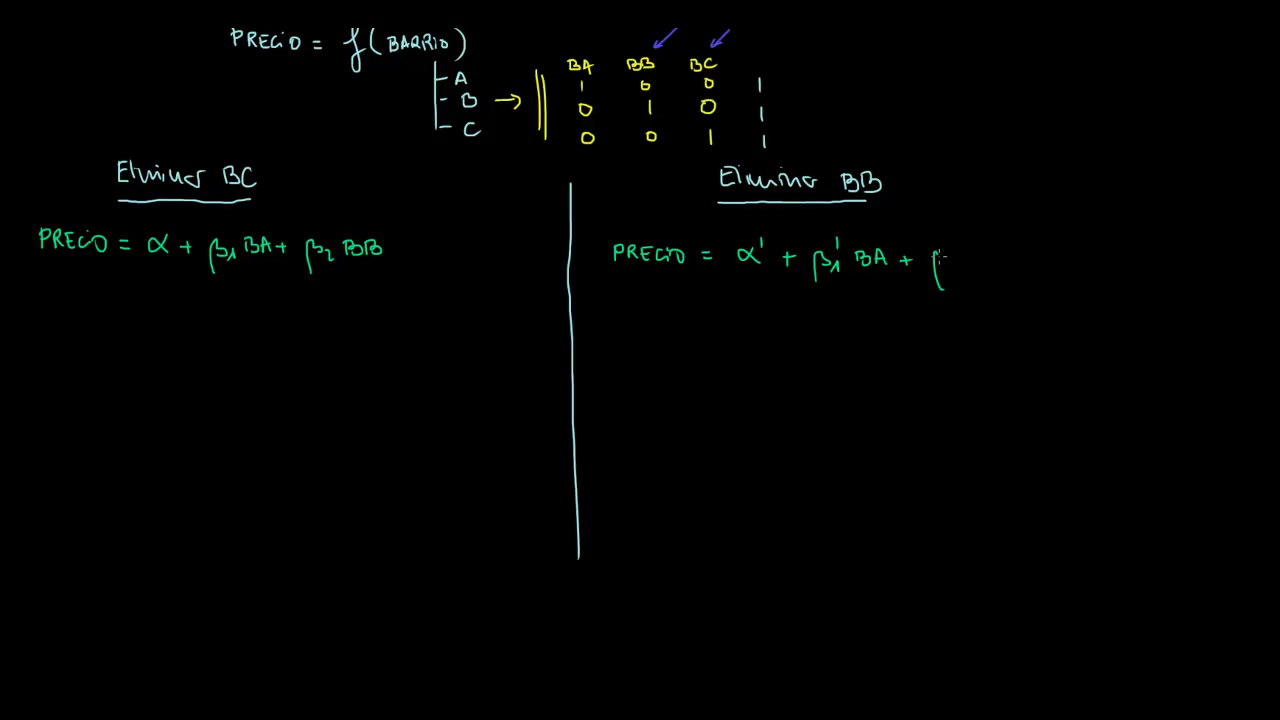 PRECIO = f(BARRIO)
BA BB BC
A 1 0 0 1
B → 0 1 0 1
C 0 0 1 1
Eliminar BC
Eliminar BB
PRECIO = α + β1 BA + β2 BB
PRECIO = α' + β1' BA + β